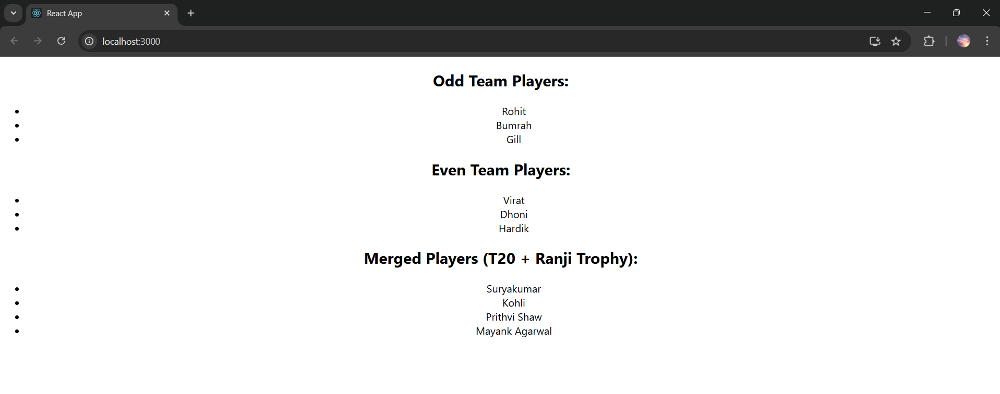 React App
localhost:3000
Odd Team Players:
Rohit
Bumrah
Gill
Even Team Players:
Virat
Dhoni
Hardik
Merged Players (T20 + Ranji Trophy):
Suryakumar
Kohli
Prithvi Shaw
Mayank Agarwal